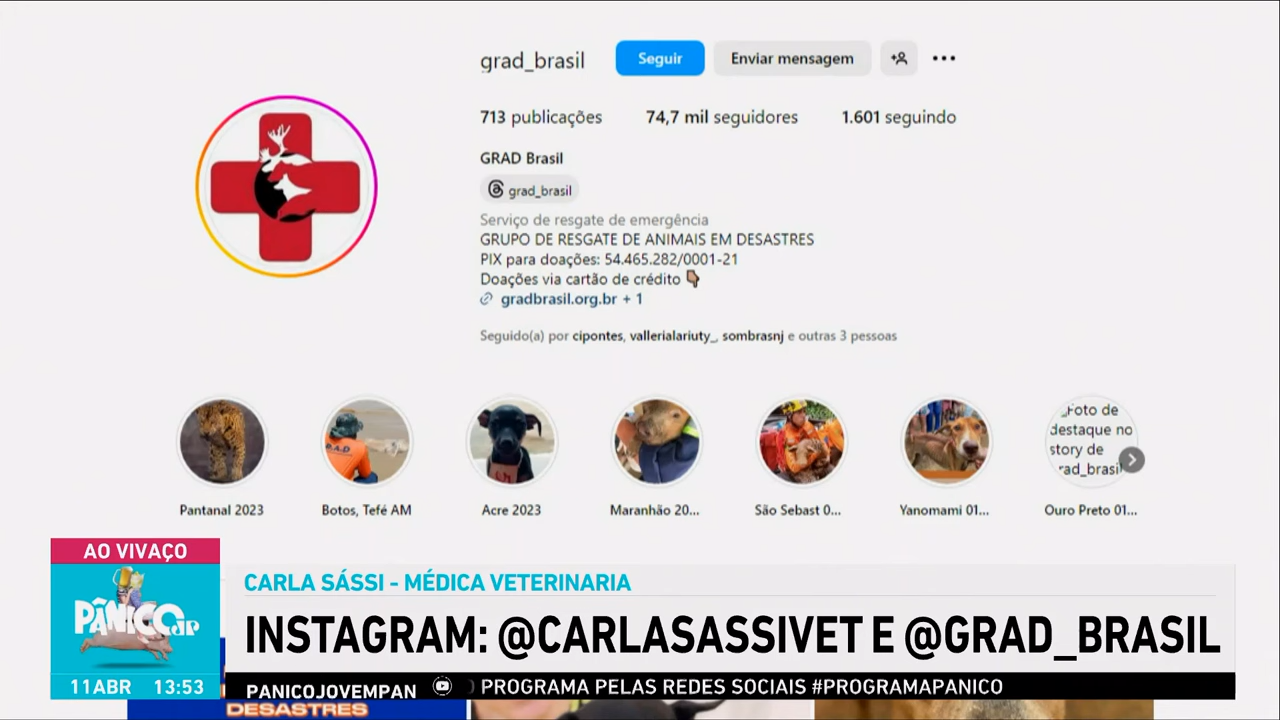 grad_brasil
Seguir
Enviar mensagem
713 publicações
74,7 mil seguidores
1.601 seguindo
GRAD Brasil
grad_brasil
Serviço de resgate de emergência
GRUPO DE RESGATE DE ANIMAIS EM DESASTRES
PIX para doações: 54.465.282/0001-21
Doações via cartão de crédito 👇🏽
gradbrasil.org.br + 1
Seguido(a) por cipontes, vallerialariuty_, sombrasnj e outras 3 pessoas
Foto de
destaque no
story de
grad_brasil
Pantanal 2023
Botos, Tefé AM
Acre 2023
Maranhão 20...
São Sebast 0...
Yanomami 01...
Ouro Preto 01...
AO VIVAÇO
PÂNICO JP
11 ABR 13:53
CARLA SÁSSI - MÉDICA VETERINARIA
INSTAGRAM: @CARLASASSIVET E @GRAD_BRASIL
PANICOJOVEMPAN
PROGRAMA PELAS REDES SOCIAIS #PROGRAMAPANICO
DESASTRES